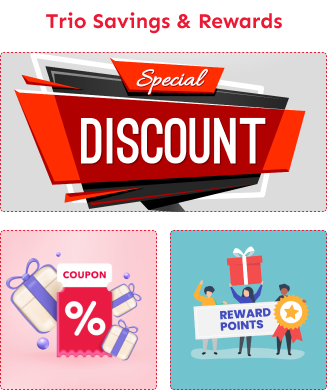 Trio Savings & Rewards
Special
DISCOUNT
COUPON
%
REWARD
POINTS